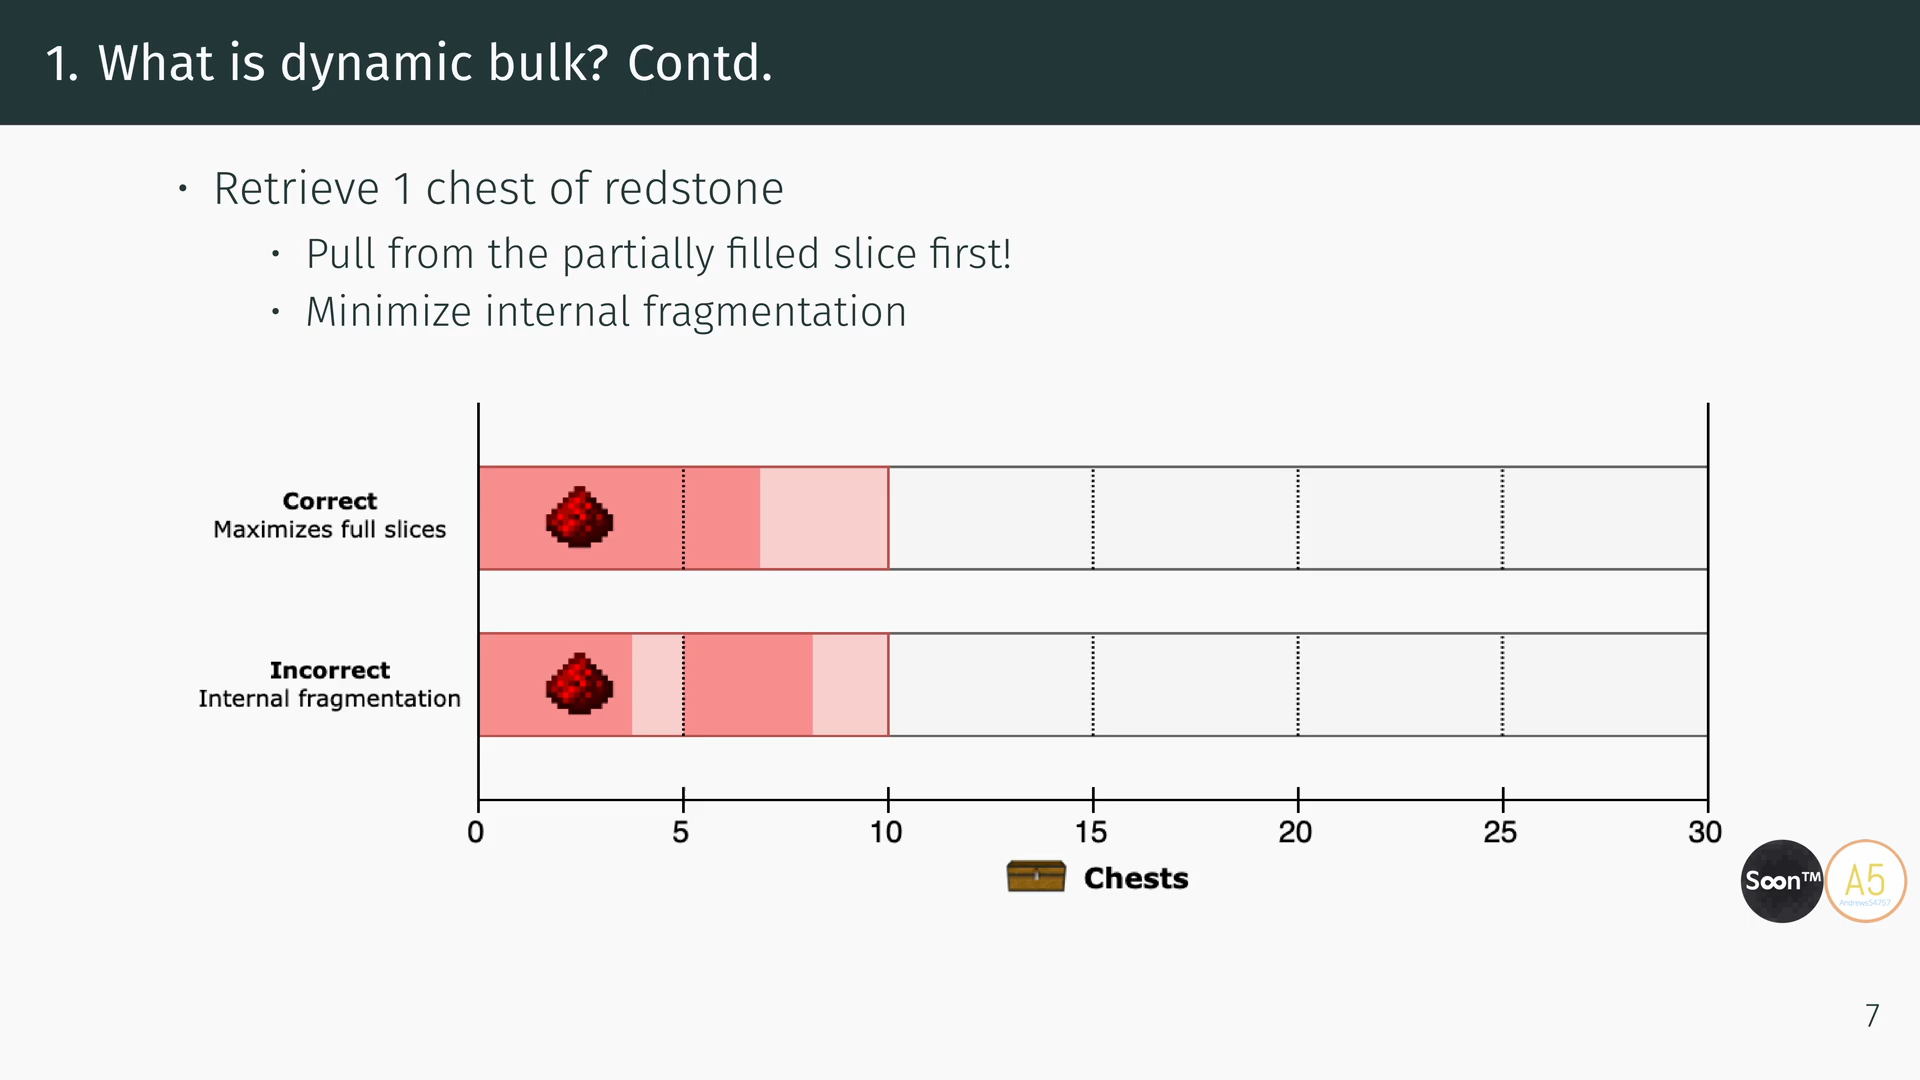 1. What is dynamic bulk? Contd.
• Retrieve 1 chest of redstone
• Pull from the partially filled slice first!
• Minimize internal fragmentation
Correct
Maximizes full slices
Incorrect
Internal fragmentation
0 5 10 15 20 25 30
Chests
Soon™
A5
Andrews54757
7